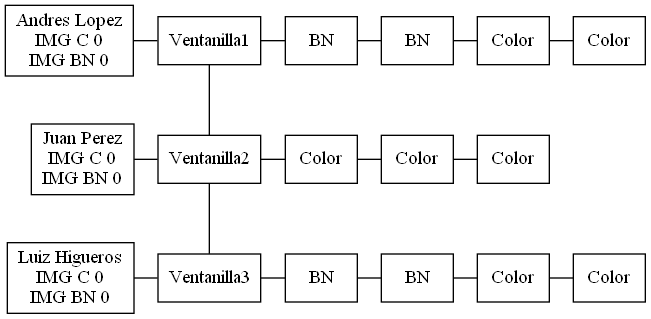 Andres Lopez
IMG C 0
IMG BN 0
Ventanilla1
BN
BN
Color
Color
Juan Perez
IMG C 0
IMG BN 0
Ventanilla2
Color
Color
Color
Luiz Higueros
IMG C 0
IMG BN 0
Ventanilla3
BN
BN
Color
Color